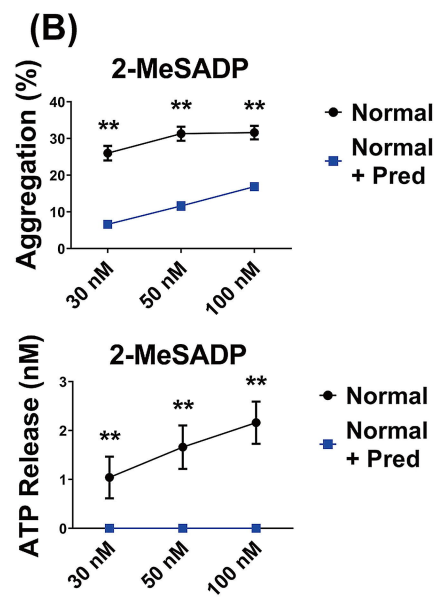 (B)
2-MeSADP
Aggregation (%)
40
30
20
10
0
**
**
**
30 nM
50 nM
100 nM
Normal
Normal
+ Pred
2-MeSADP
ATP Release (nM)
3
2
1
0
**
**
**
30 nM
50 nM
100 nM
Normal
Normal
+ Pred